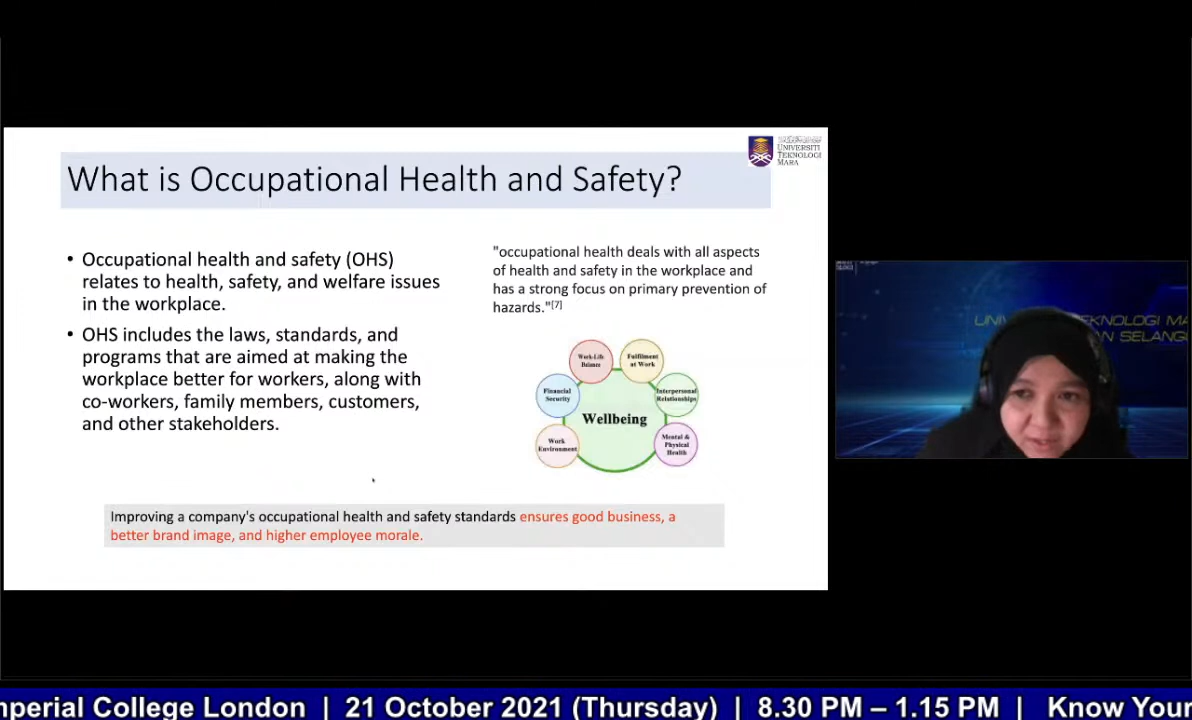 What is Occupational Health and Safety?
UNIVERSITI
TEKNOLOGI
MARA
• Occupational health and safety (OHS)
relates to health, safety, and welfare issues
in the workplace.
• OHS includes the laws, standards, and
programs that are aimed at making the
workplace better for workers, along with
co-workers, family members, customers,
and other stakeholders.
"occupational health deals with all aspects
of health and safety in the workplace and
has a strong focus on primary prevention of
hazards."[7]
Work-Life
Balance
Fulfilment
at Work
Financial
Security
Interpersonal
Relationships
Wellbeing
Work
Environment
Mental &
Physical
Health
Improving a company's occupational health and safety standards ensures good business, a
better brand image, and higher employee morale.
UNIV TEKNOLOGI MA
AN SELANG
mperial College London | 21 October 2021 (Thursday) | 8.30 PM – 1.15 PM | Know Your